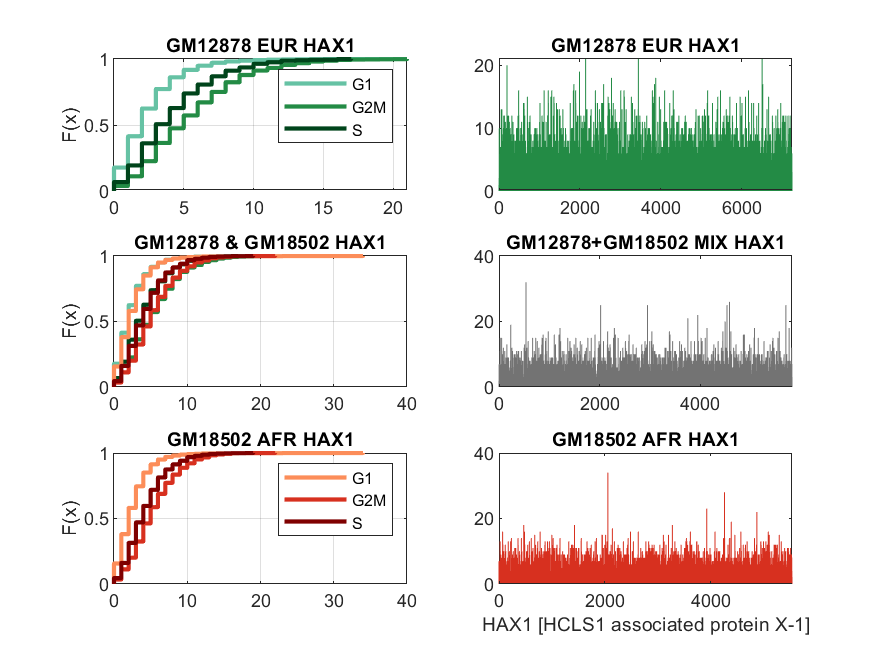 GM12878 EUR HAX1
1
0.5
0
F(x)
0 5 10 15 20
G1
G2M
S
GM12878 EUR HAX1
20
10
0
0 2000 4000 6000
GM12878 & GM18502 HAX1
1
0.5
0
F(x)
0 10 20 30 40
GM12878+GM18502 MIX HAX1
40
20
0
0 2000 4000
GM18502 AFR HAX1
1
0.5
0
F(x)
0 10 20 30 40
G1
G2M
S
GM18502 AFR HAX1
40
20
0
0 2000 4000
HAX1 [HCLS1 associated protein X-1]